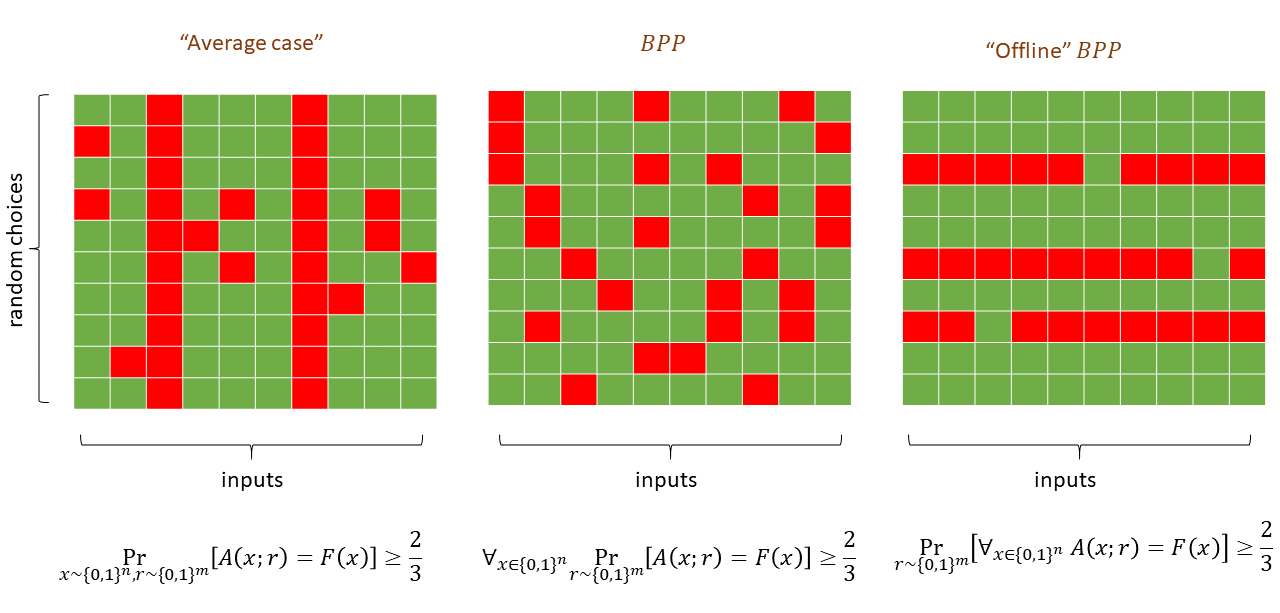 “Average case”
BPP
“Offline” BPP
random choices
inputs
inputs
inputs
Pr_{x∼{0,1}^n,r∼{0,1}^m} [A(x; r) = F(x)] ≥ 2/3
∀_{x∈{0,1}^n} Pr_{r∼{0,1}^m} [A(x; r) = F(x)] ≥ 2/3
Pr_{r∼{0,1}^m} [∀_{x∈{0,1}^n} A(x; r) = F(x)] ≥ 2/3